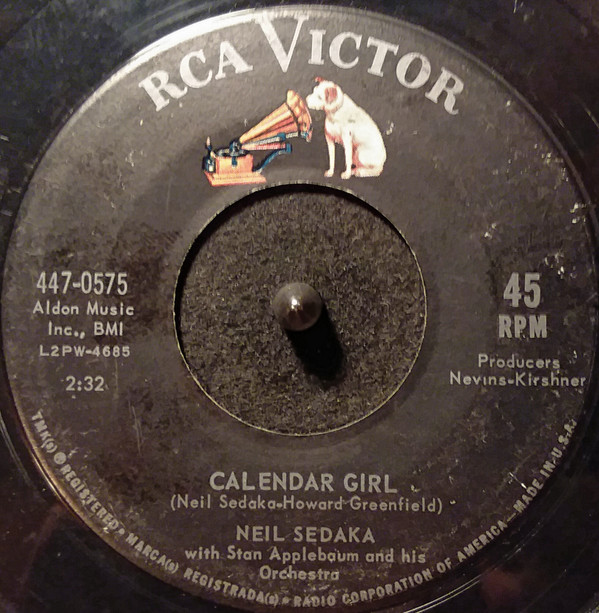 RCA VICTOR
447-0575
Aldon Music
Inc., BMI
L2PW-4685
2:32
45
RPM
Producers
Nevins-Kirshner
CALENDAR GIRL
(Neil Sedaka-Howard Greenfield)
NEIL SEDAKA
with Stan Applebaum and his
Orchestra
TMK(s) ® REGISTERED • MARCA(s) REGISTRADA(s) • RADIO CORPORATION OF AMERICA—MADE IN U.S.A.